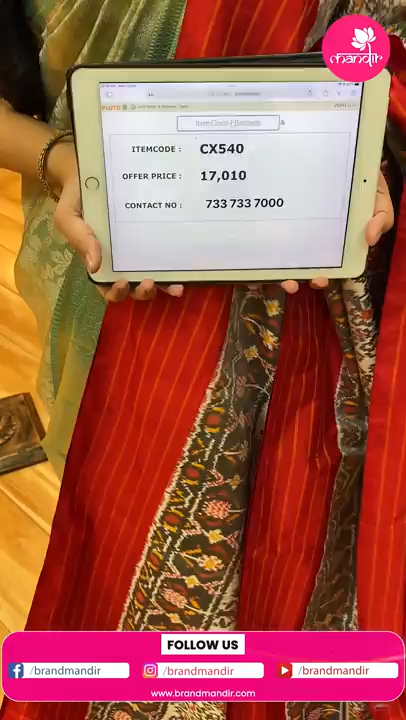 mandir
ITEMCODE : CX540
OFFER PRICE : 17,010
CONTACT NO : 733 733 7000
FOLLOW US
/brandmandir /brandmandir /brandmandir
www.brandmandir.com